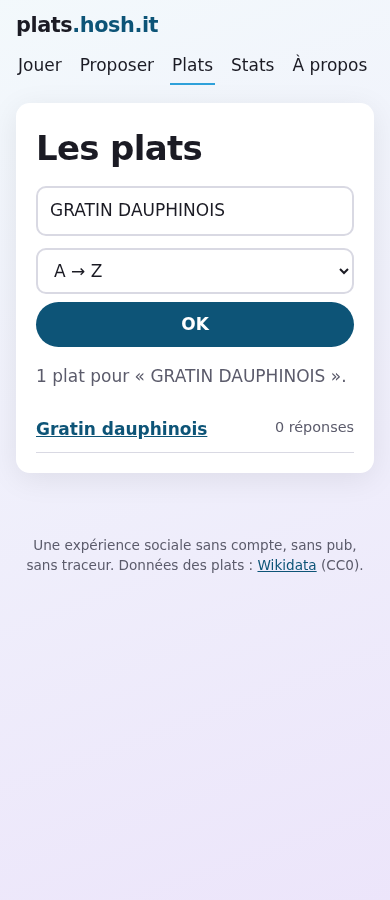 plats.hosh.it
Jouer Proposer Plats Stats À propos
Les plats
GRATIN DAUPHINOIS
A → Z
OK
1 plat pour « GRATIN DAUPHINOIS ».
Gratin dauphinois 0 réponses
Une expérience sociale sans compte, sans pub,
sans traceur. Données des plats : Wikidata (CC0).